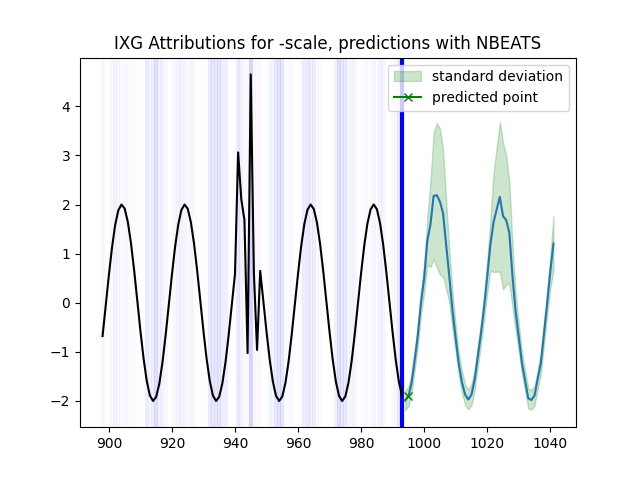 IXG Attributions for -scale, predictions with NBEATS
standard deviation
predicted point
4
3
2
1
0
−1
−2
900 920 940 960 980 1000 1020 1040